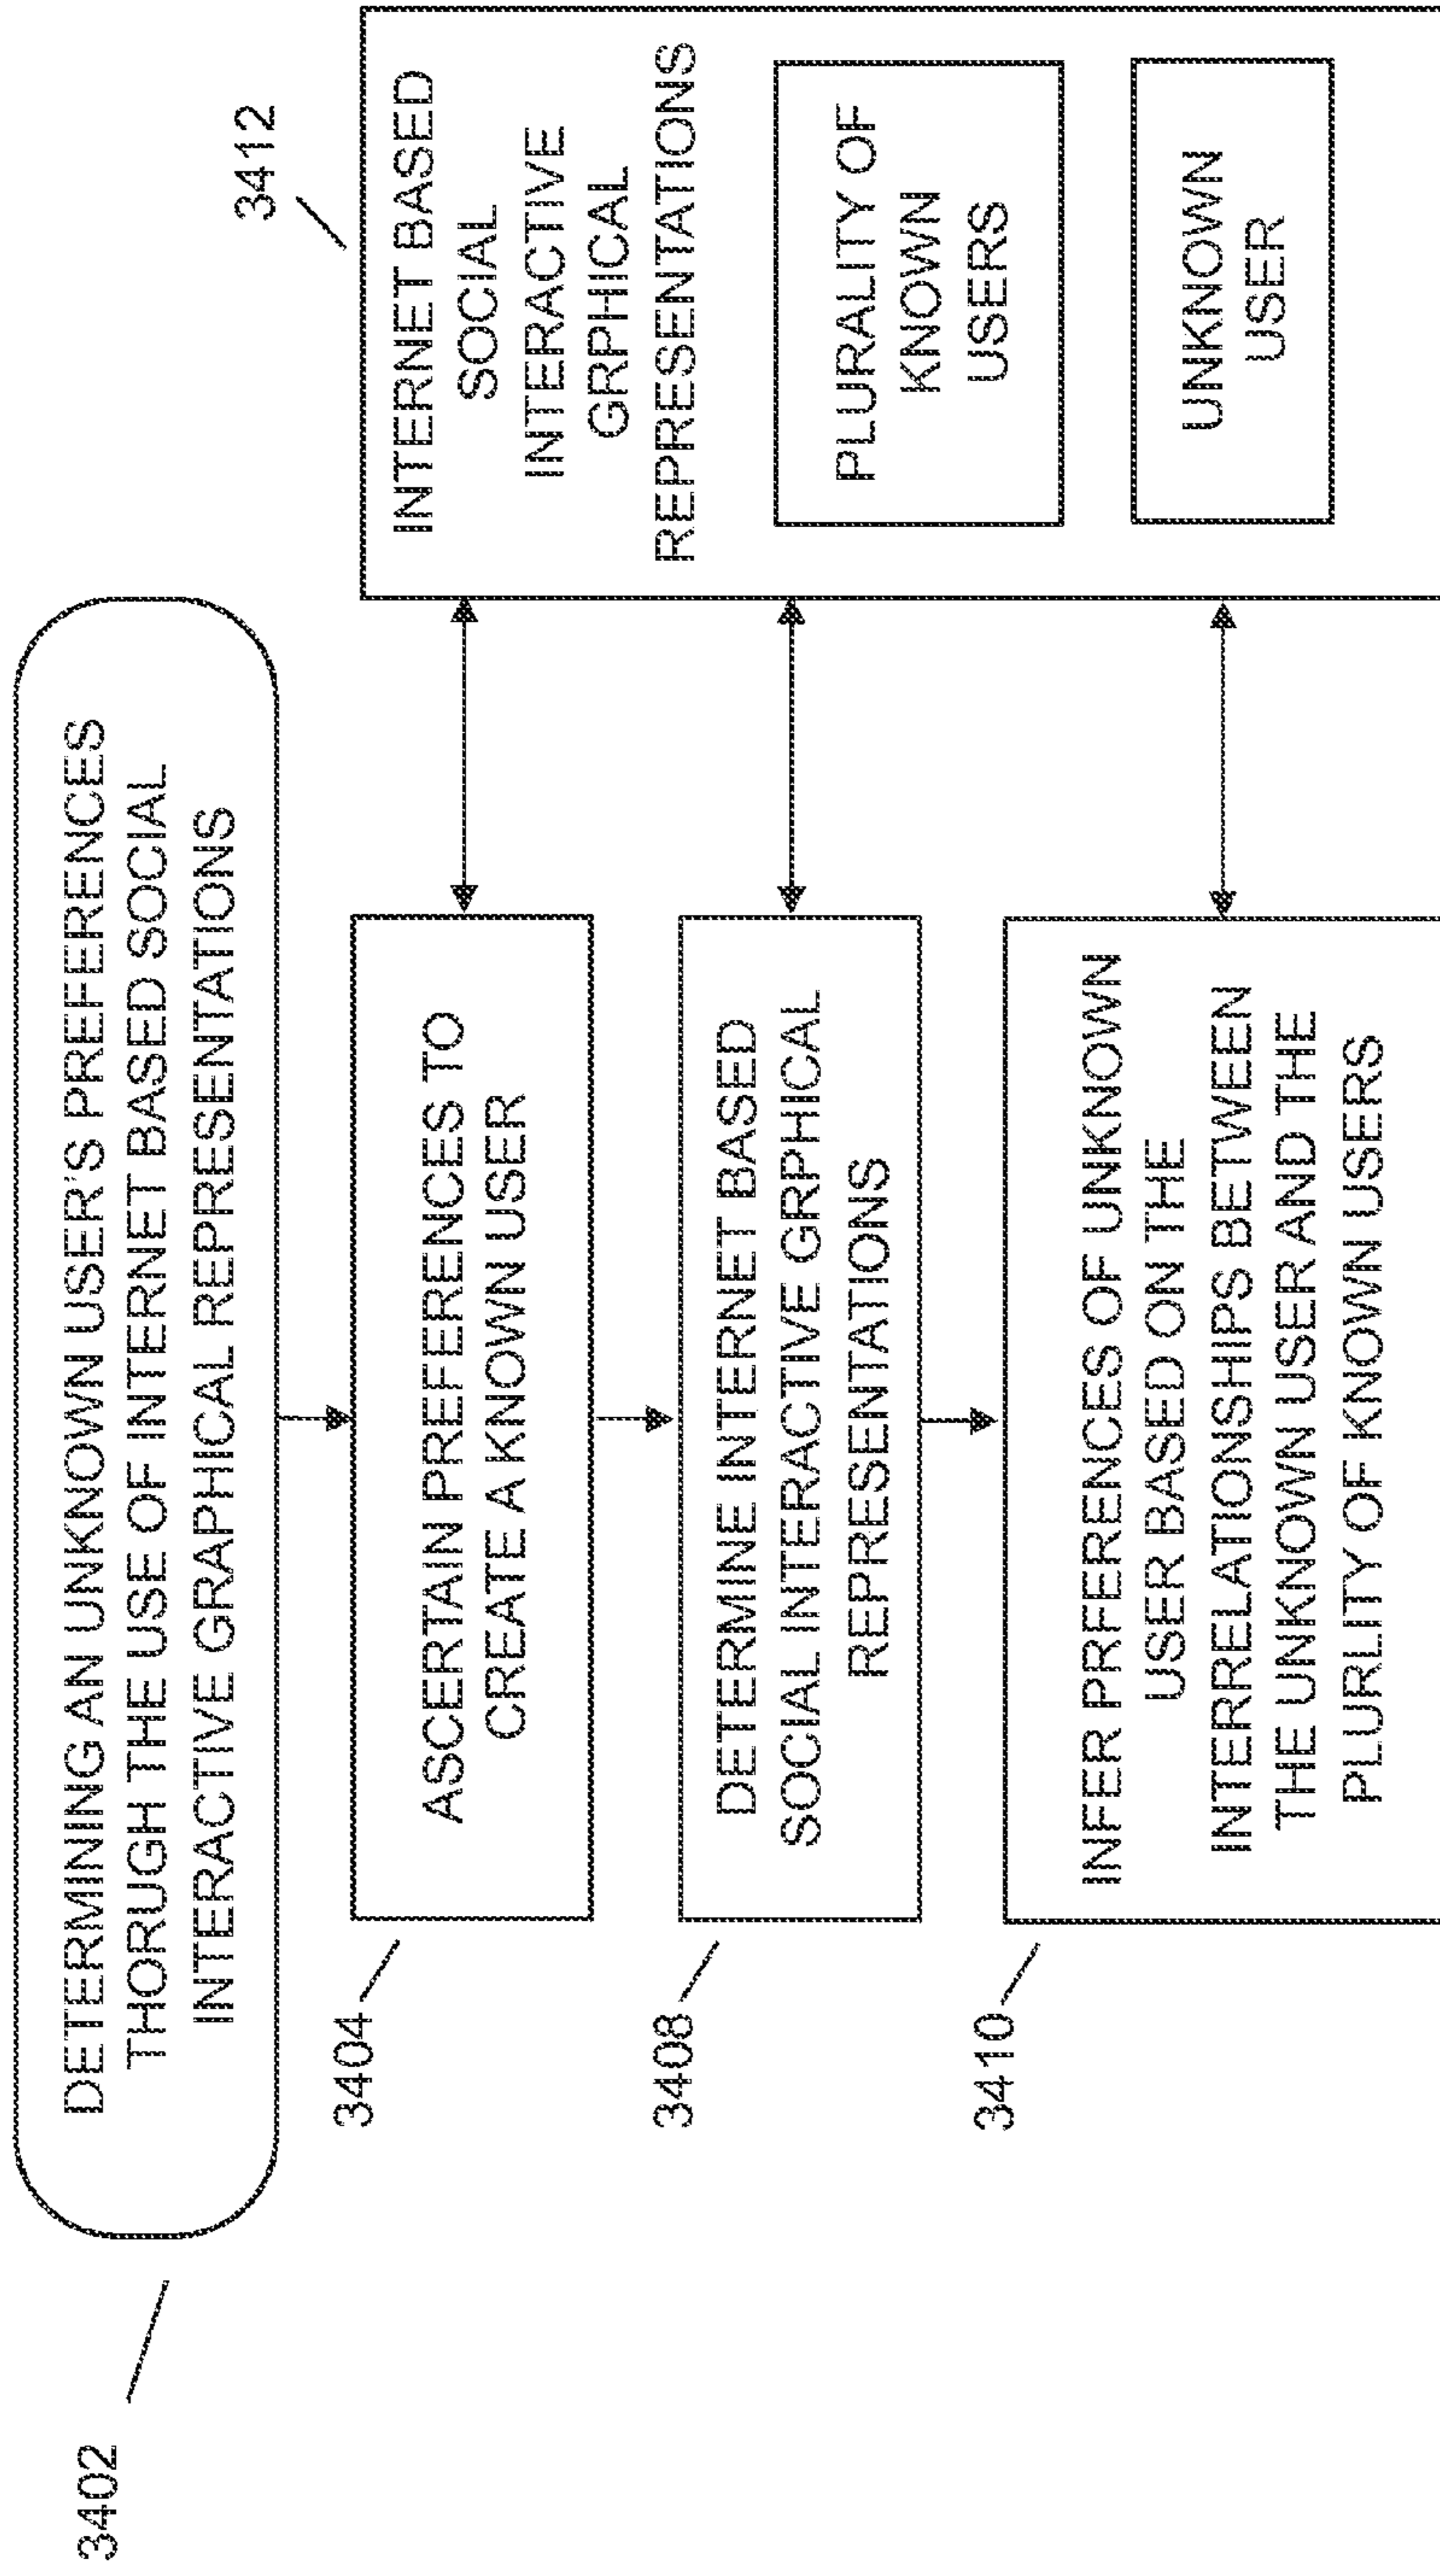 3402
DETERMINING AN UNKNOWN USER'S PREFERENCES
THORUGH THE USE OF INTERNET BASED SOCIAL
INTERACTIVE GRAPHICAL REPRESENTATIONS
3404
ASCERTAIN PREFERENCES TO
CREATE A KNOWN USER
3408
DETERMINE INTERNET BASED
SOCIAL INTERACTIVE GRPHICAL
REPRESENTATIONS
3410
INFER PRFERENCES OF UNKNOWN
USER BASED ON THE
INTERRELATIONSHIPS BETWEEN
THE UNKNOWN USER AND THE
PLURLITY OF KNOWN USERS
3412
INTERNET BASED
SOCIAL
INTERACTIVE
GRPHICAL
REPRESENTATIONS
PLURALITY OF
KNOWN
USERS
UNKNOWN
USER